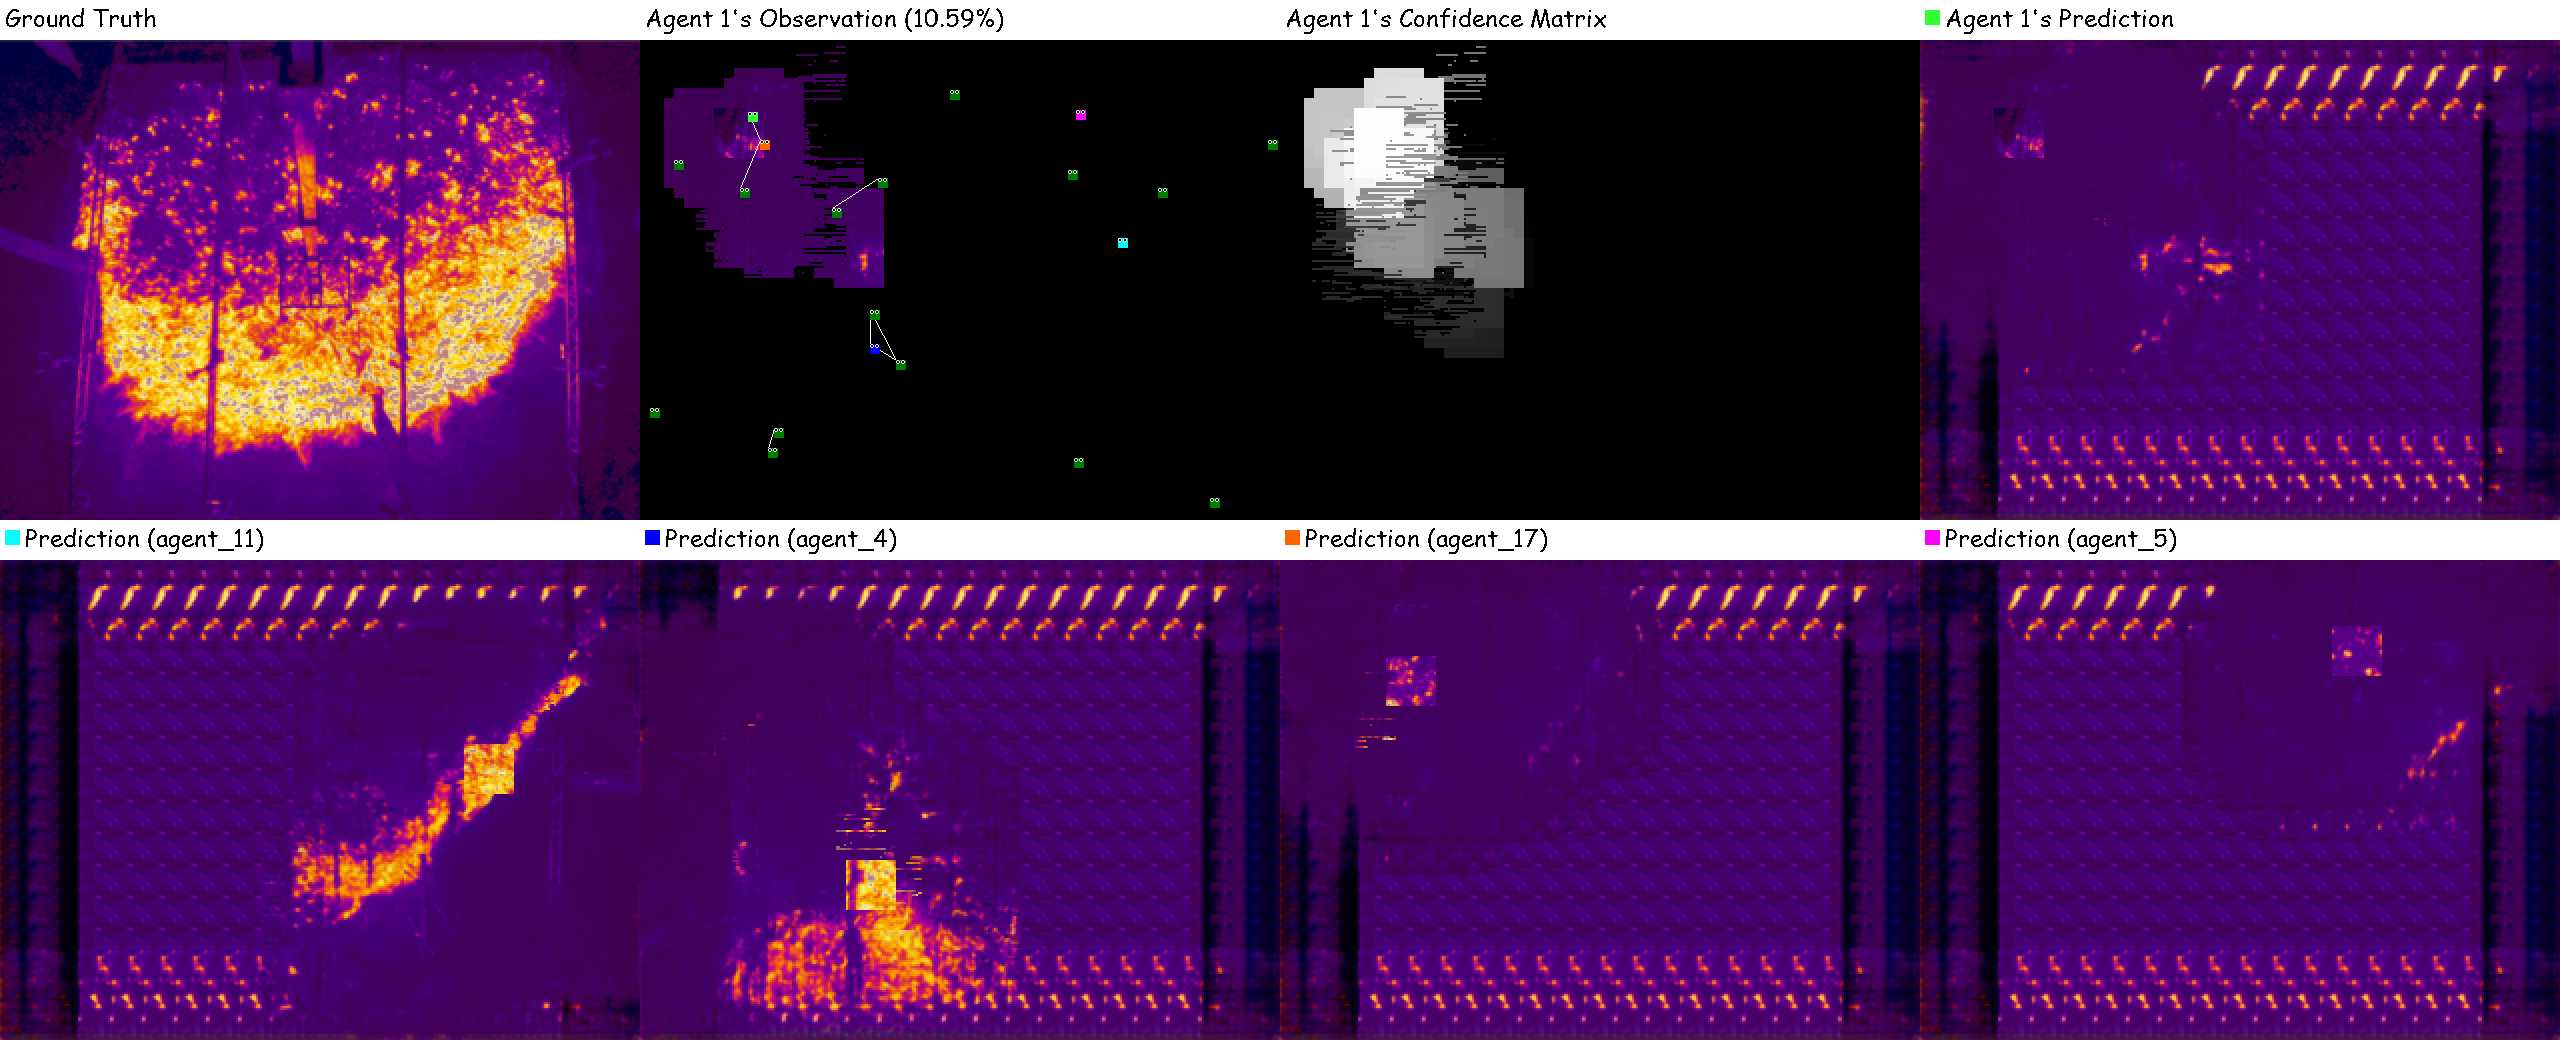 Ground Truth
Agent 1's Observation (10.59%)
Agent 1's Confidence Matrix
Agent 1's Prediction
Prediction (agent_11)
Prediction (agent_4)
Prediction (agent_17)
Prediction (agent_5)